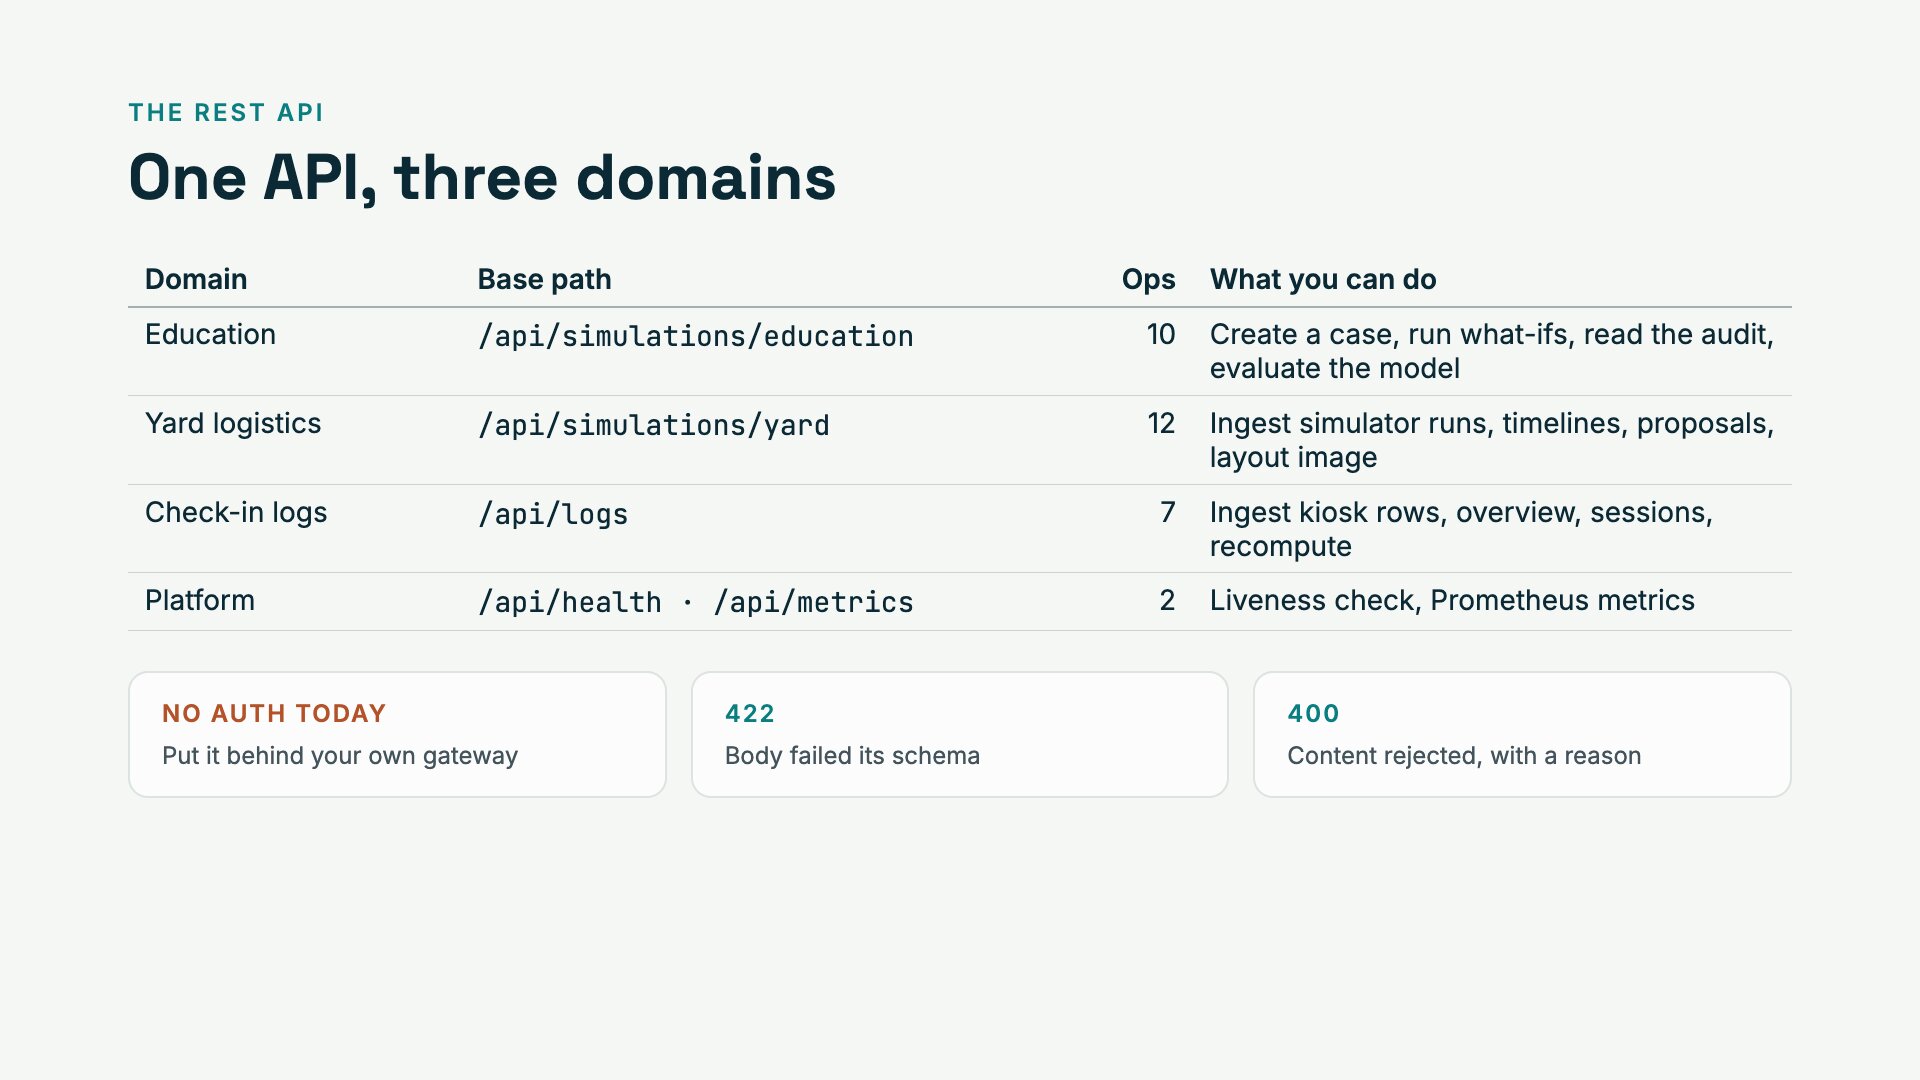 THE REST API
One API, three domains
Domain Base path Ops What you can do
Education /api/simulations/education 10 Create a case, run what-ifs, read the audit,
evaluate the model
Yard logistics /api/simulations/yard 12 Ingest simulator runs, timelines, proposals,
layout image
Check-in logs /api/logs 7 Ingest kiosk rows, overview, sessions,
recompute
Platform /api/health · /api/metrics 2 Liveness check, Prometheus metrics
NO AUTH TODAY
Put it behind your own gateway
422
Body failed its schema
400
Content rejected, with a reason